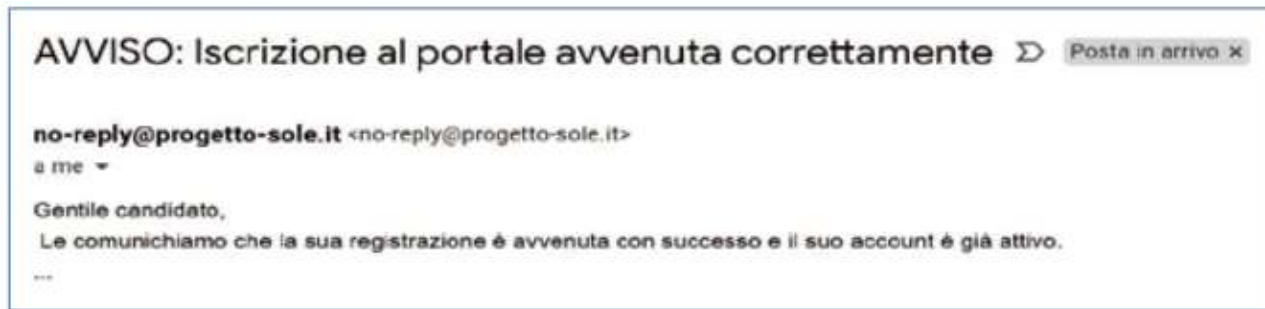 AVVISO: Iscrizione al portale avvenuta correttamente Posta in arrivo ×
no-reply@progetto-sole.it <no-reply@progetto-sole.it>
a me
Gentile candidato,
Le comunichiamo che la sua registrazione è avvenuta con successo e il suo account è già attivo.
...